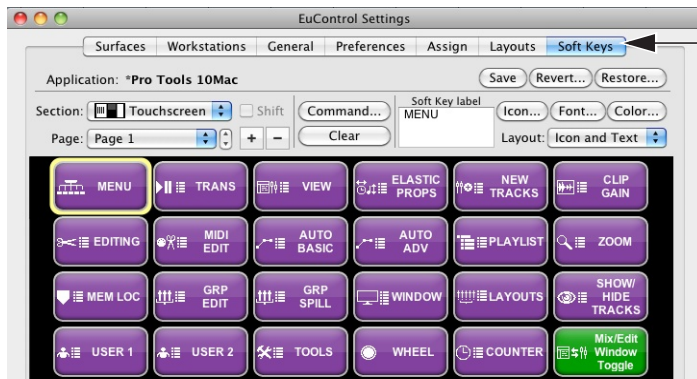 EuControl Settings
Surfaces Workstations General Preferences Assign Layouts Soft Keys
Application: *Pro Tools 10Mac Save Revert... Restore...
Section: Touchscreen Shift Command... Soft Key label Icon... Font... Color...
MENU
Page: Page 1 + - Clear Layout: Icon and Text
MENU TRANS VIEW ELASTIC PROPS NEW TRACKS CLIP GAIN
EDITING MIDI EDIT AUTO BASIC AUTO ADV PLAYLIST ZOOM
MEM LOC GRP EDIT GRP SPILL WINDOW LAYOUTS SHOW/ HIDE TRACKS
USER 1 USER 2 TOOLS WHEEL COUNTER Mix/Edit Window Toggle